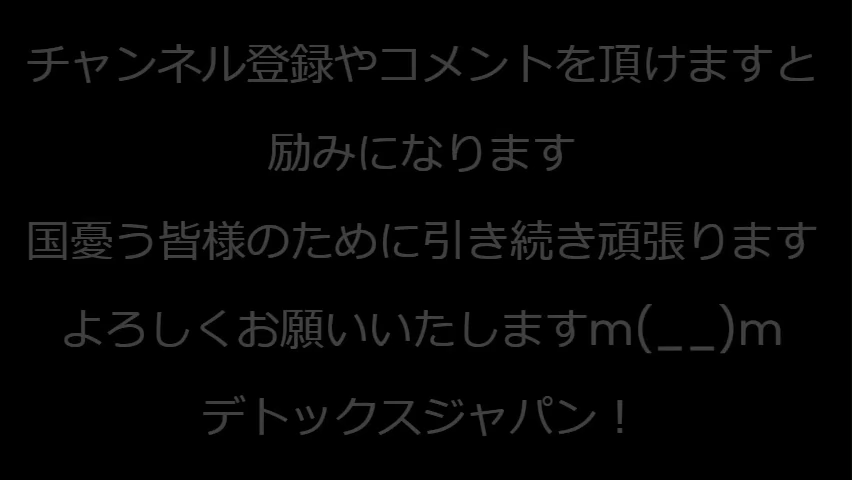 チャンネル登録やコメントを頂けますと
励みになります
国憂う皆様のために引き続き頑張ります
よろしくお願いいたしますm(__)m
デトックスジャパン！